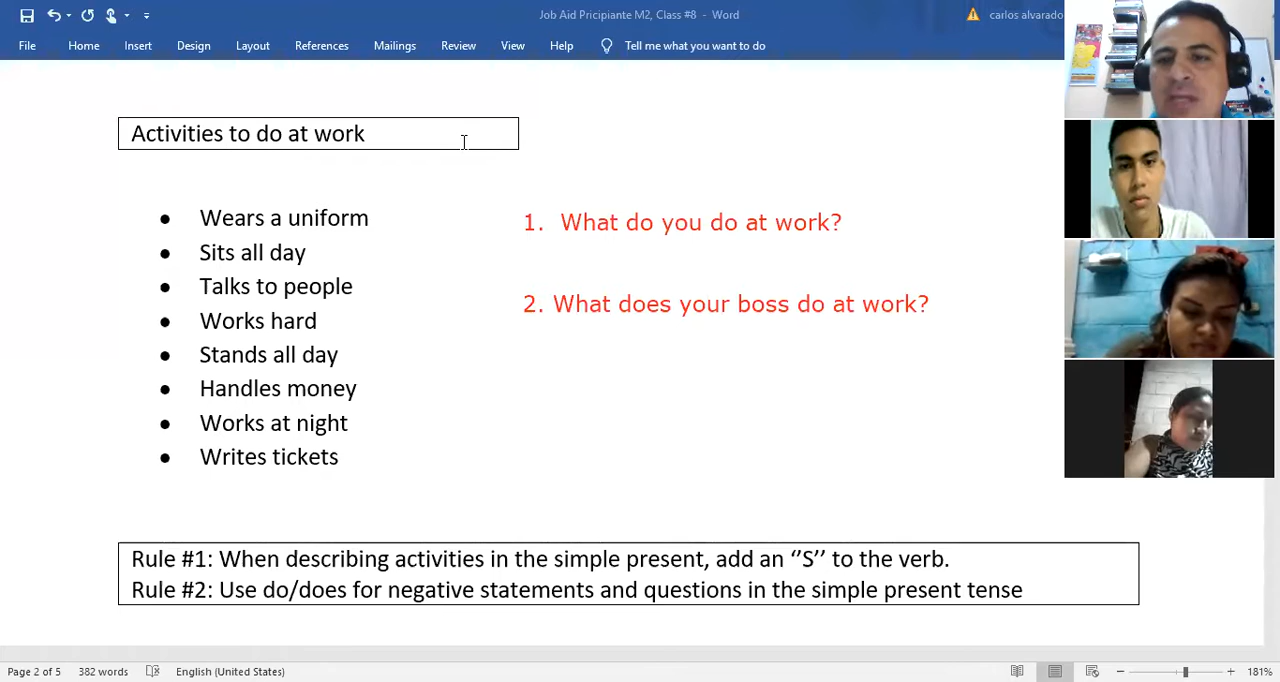 Job Aid Pricipiante M2, Class #8 - Word
carlos alvarado
File Home Insert Design Layout References Mailings Review View Help Tell me what you want to do
Activities to do at work
• Wears a uniform
• Sits all day
• Talks to people
• Works hard
• Stands all day
• Handles money
• Works at night
• Writes tickets
1. What do you do at work?
2. What does your boss do at work?
Rule #1: When describing activities in the simple present, add an ‘’S’’ to the verb.
Rule #2: Use do/does for negative statements and questions in the simple present tense
Page 2 of 5 382 words English (United States) 181%